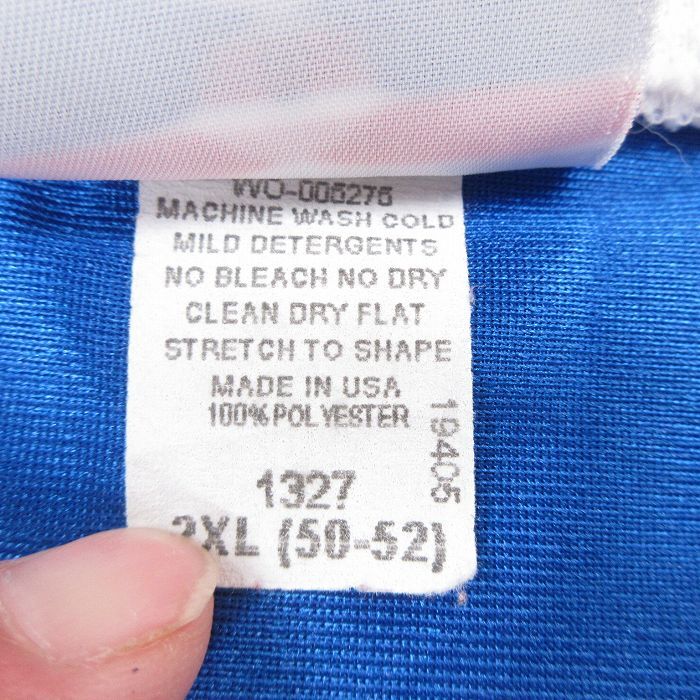 WO-005276
MACHINE WASH COLD
MILD DETERGENTS
NO BLEACH NO DRY
CLEAN DRY FLAT
STRETCH TO SHAPE
MADE IN USA
100% POLYESTER
19405
1327
2XL (50-52)